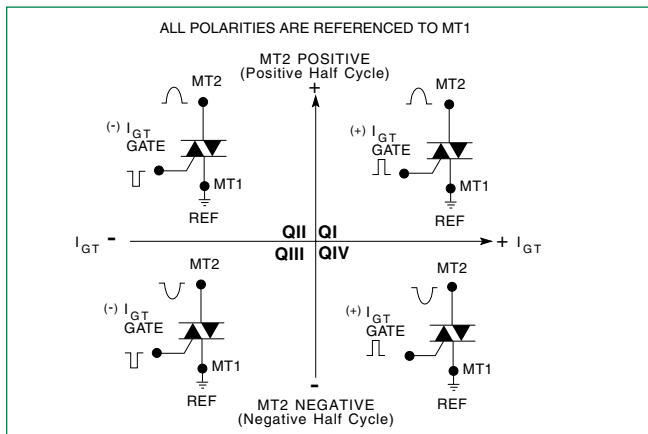 ALL POLARITIES ARE REFERENCED TO MT1
MT2 POSITIVE
(Positive Half Cycle)
+
MT2
(-) IGT
GATE
MT1
REF
MT2
(+) IGT
GATE
MT1
REF
IGT -
QII QI
QIII QIV
+ IGT
MT2
(-) IGT
GATE
MT1
REF
MT2
(+) IGT
GATE
MT1
REF
-
MT2 NEGATIVE
(Negative Half Cycle)